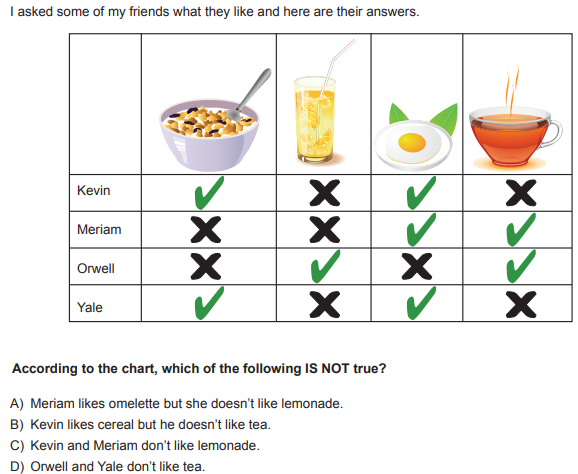 I asked some of my friends what they like and here are their answers.
Kevin
Meriam
Orwell
Yale
According to the chart, which of the following IS NOT true?
A) Meriam likes omelette but she doesn’t like lemonade.
B) Kevin likes cereal but he doesn’t like tea.
C) Kevin and Meriam don’t like lemonade.
D) Orwell and Yale don’t like tea.